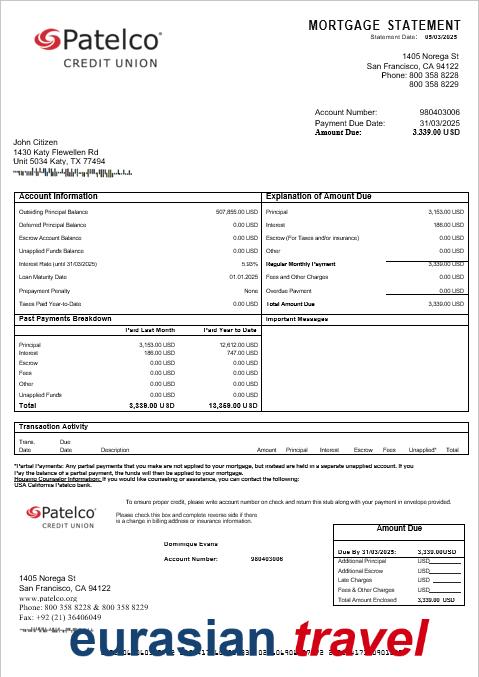 Patelco
CREDIT UNION
MORTGAGE STATEMENT
Statement Date: 05/03/2025
1405 Norega St
San Francisco, CA 94122
Phone: 800 358 8228
800 358 8229
Account Number: 980403006
Payment Due Date: 31/03/2025
Amount Due: 3,339.00 USD
John Citizen
1430 Katy Flewellen Rd
Unit 5034 Katy, TX 77494
Account Information
Outsiding Principal Balance 507,855.00 USD
Deferred Principal Balance 0.00 USD
Escrow Account Balance 0.00 USD
Unapplied Funds Balance 0.00 USD
Interest Rate (until 31/03/2025) 5.93%
Loan Maturity Date 01.01.2025
Prepayment Penalty None
Taxes Paid Year-to-Date 0.00 USD
Explanation of Amount Due
Principal 3,153.00 USD
Interest 186.00 USD
Escrow (For Taxes and/or insurance) 0.00 USD
Other 0.00 USD
Regular Monthly Payment 3,339.00 USD
Fees and Other Charges 0.00 USD
Overdue Payment 0.00 USD
Total Amount Due 3,339.00 USD
Past Payments Breakdown
Paid Last Month Paid Year to Date
Principal 3,153.00 USD 12,612.00 USD
Interest 186.00 USD 747.00 USD
Escrow 0.00 USD 0.00 USD
Fees 0.00 USD 0.00 USD
Other 0.00 USD 0.00 USD
Unapplied Funds 0.00 USD 0.00 USD
Total 3,339.00 USD 13,359.00 USD
Important Messages
Transaction Activity
Trans. Date Due Date Description Amount Principal Interest Escrow Fees Unapplied* Total
*Partial Payments: Any partial payments that you make are not applied to your mortgage, but instead are held in a separate unapplied account. If you
Pay the balance of a partial payment, the funds will then be applied to your mortgage.
Housing Counselor Information: If you would like counseling or assistance, you can contact the following:
USA California Patelco bank.
To ensure proper credit, please write account number on check and return this stub along with your payment in envelope provided.
Patelco
CREDIT UNION
Please check this box and complete reverse side if there
is a change in billing address or insurance information.
Dominique Evans
Account Number: 980403006
Amount Due
Due By 31/03/2025: 3,339.00USD
Additional Principal USD
Additional Escrow USD
Late Charges USD
Fees & Other Charges USD
Total Amount Enclosed 3,339.00 USD
1405 Norega St
San Francisco, CA 94122
www.patelco.org
Phone: 800 358 8228 & 800 358 8229
Fax: +92 (21) 36406049
eurasian travel